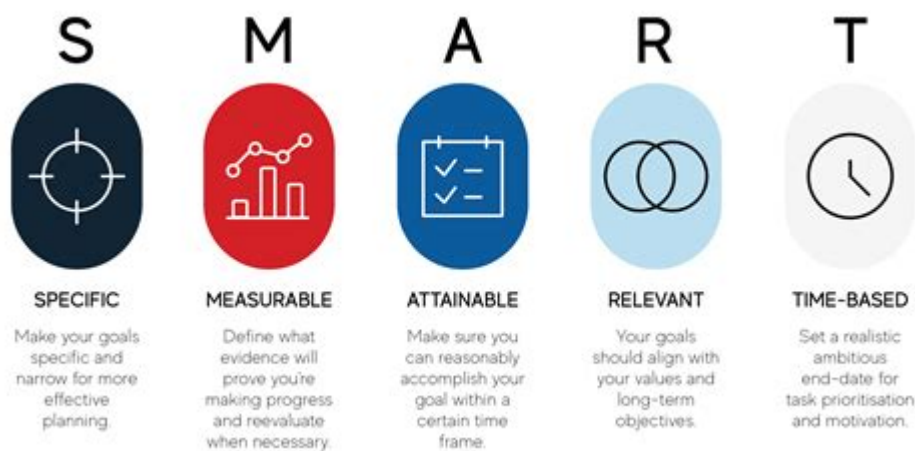 S M A R T
SPECIFIC
Make your goals
specific and
narrow for more
effective
planning.
MEASURABLE
Define what
evidence will
prove you're
making progress
and reevaluate
when necessary.
ATTAINABLE
Make sure you
can reasonably
accomplish your
goal within a
certain time
frame.
RELEVANT
Your goals
should align with
your values and
long-term
objectives.
TIME-BASED
Set a realistic
ambitious
end-date for
task prioritisation
and motivation.